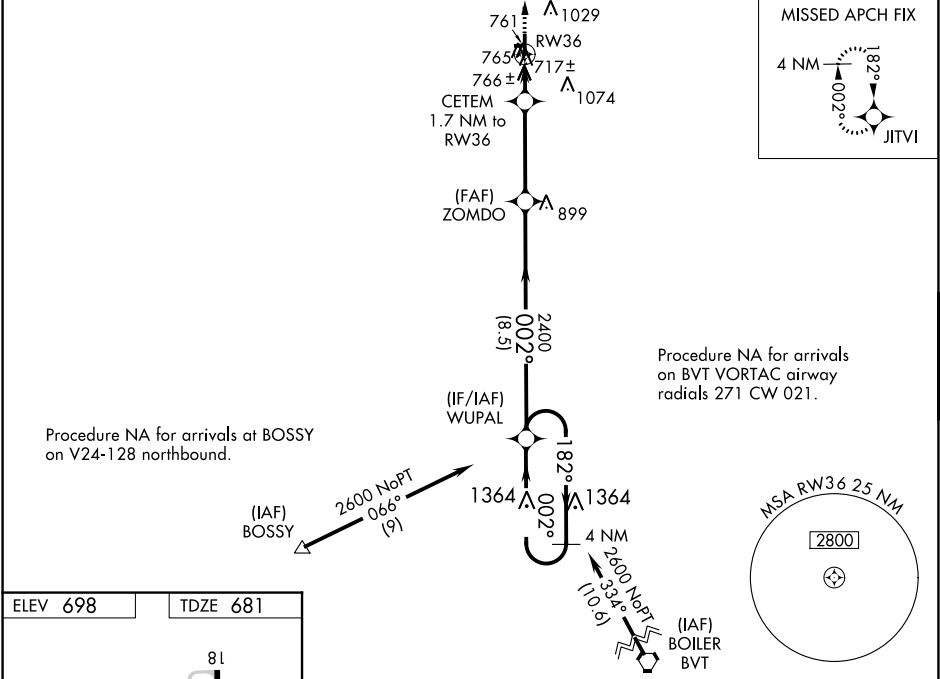 761
1029
RW36
765
717±
766±
1074
CETEM
1.7 NM to
RW36
(FAF)
ZOMDO
899
2400
002°
(8.5)
(IF/IAF)
WUPAL
182°
1364
002°
1364
4 NM
Procedure NA for arrivals at BOSSY
on V24-128 northbound.
(IAF)
BOSSY
2600 NoPT
066°
(9)
Procedure NA for arrivals
on BVT VORTAC airway
radials 271 CW 021.
2600 NoPT
334°
(10.6)
(IAF)
BOILER
BVT
MISSED APCH FIX
4 NM
182°
002°
JITVI
MSA RW36 25 NM
2800
ELEV 698
TDZE 681
18